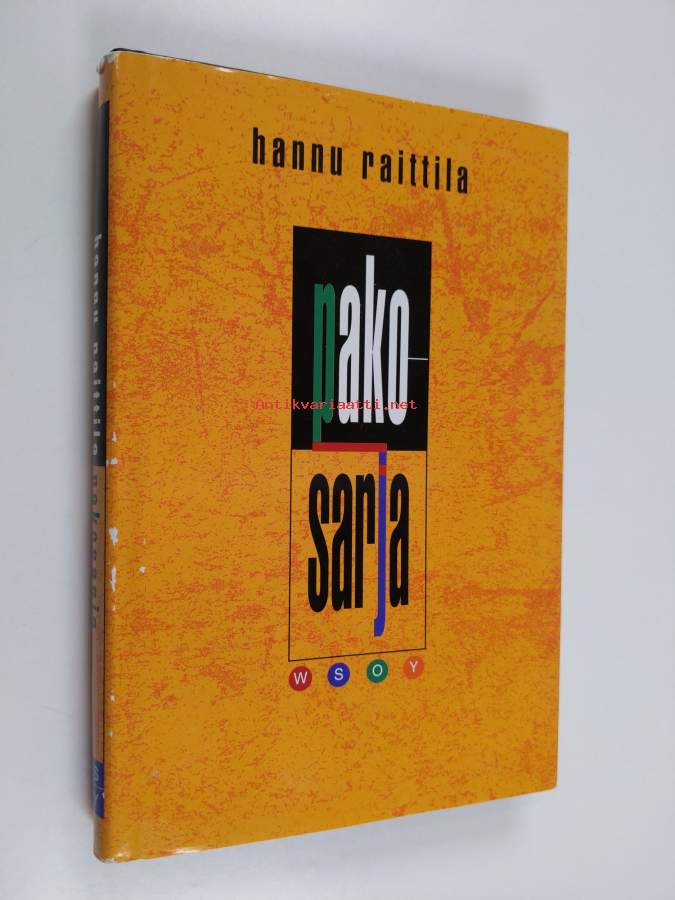 hannu raittila
pako-
sarja
W S O Y
hannu raittila pakosarja
Antikvariaatti.net